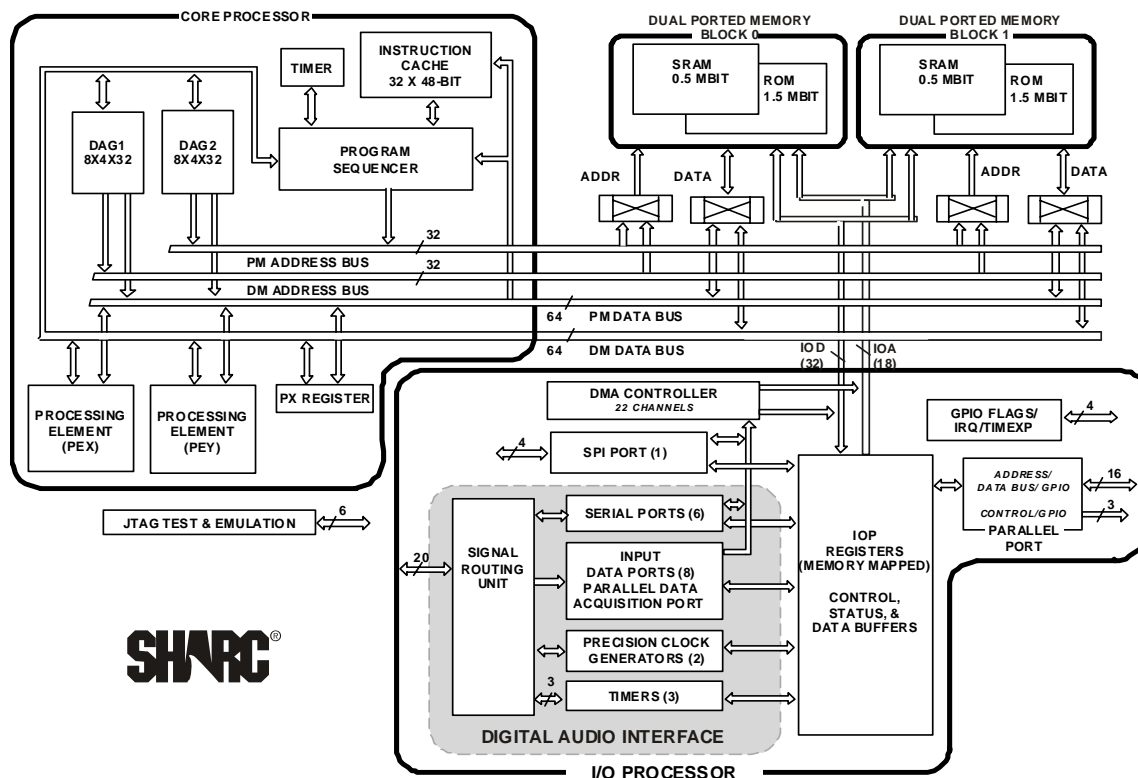 CORE PROCESSOR
TIMER
INSTRUCTION
CACHE
32 X 48-BIT
DAG1
8X4X32
DAG2
8X4X32
PROGRAM
SEQUENCER
DUAL PORTED MEMORY
BLOCK 0
SRAM
0.5 MBIT
ROM
1.5 MBIT
DUAL PORTED MEMORY
BLOCK 1
SRAM
0.5 MBIT
ROM
1.5 MBIT
ADDR
DATA
ADDR
DATA
32
PM ADDRESS BUS
32
DM ADDRESS BUS
64
PM DATA BUS
64
DM DATA BUS
IOD
(32)
IOA
(18)
PROCESSING
ELEMENT
(PEX)
PROCESSING
ELEMENT
(PEY)
PX REGISTER
JTAG TEST & EMULATION
6
DMA CONTROLLER
22 CHANNELS
4
SPI PORT (1)
GPIO FLAGS/
IRQ/TIMEXP
4
20
SIGNAL
ROUTING
UNIT
SERIAL PORTS (6)
INPUT
DATA PORTS (8)
PARALLEL DATA
ACQUISITION PORT
PRECISION CLOCK
GENERATORS (2)
3
TIMERS (3)
DIGITAL AUDIO INTERFACE
IOP
REGISTERS
(MEMORY MAPPED)
CONTROL,
STATUS, &
DATA BUFFERS
ADDRESS/
DATA BUS/ GPIO
CONTROL/GPIO
PARALLEL
PORT
16
3
I/O PROCESSOR
SHARC®